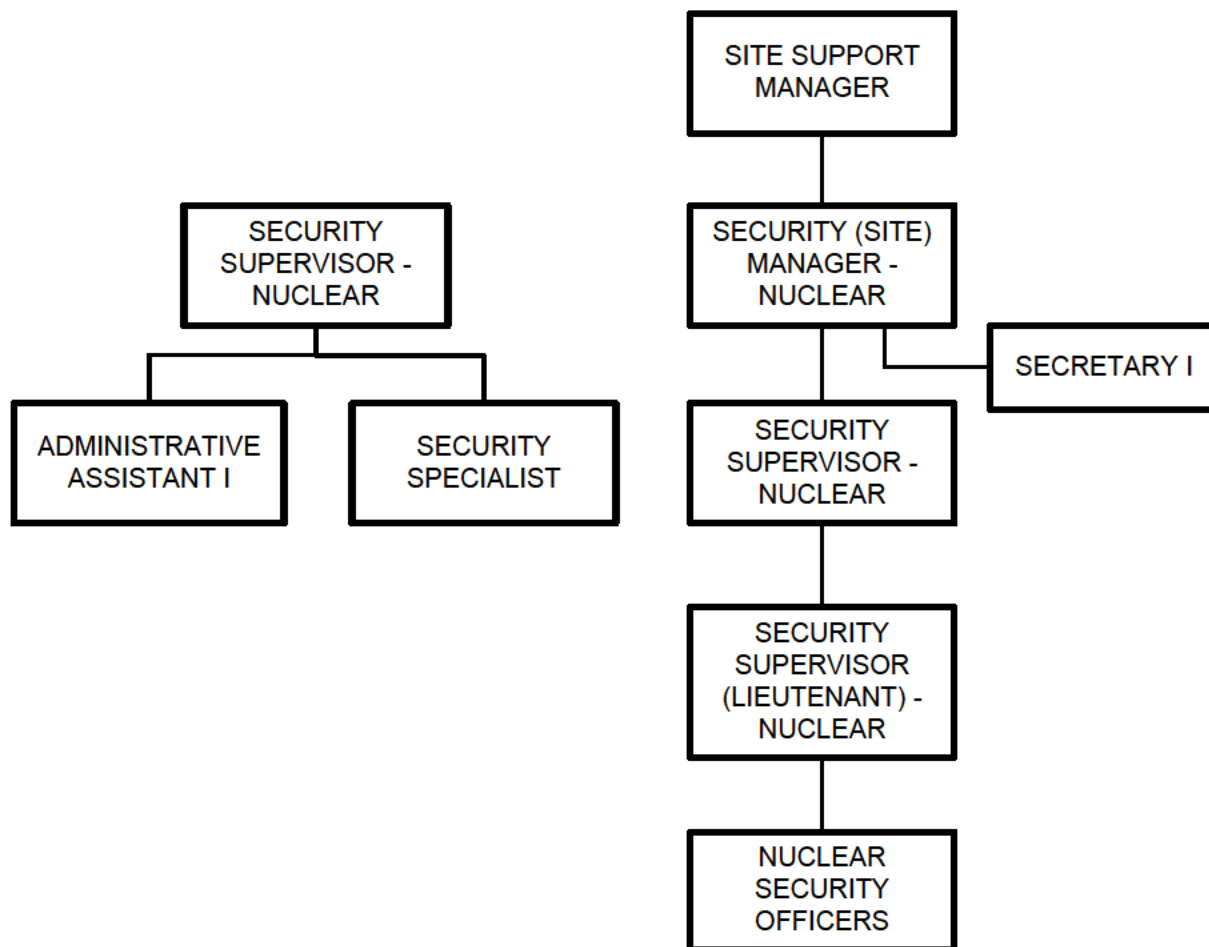 SITE SUPPORT
MANAGER
SECURITY
SUPERVISOR -
NUCLEAR
SECURITY (SITE)
MANAGER -
NUCLEAR
SECRETARY I
ADMINISTRATIVE
ASSISTANT I
SECURITY
SPECIALIST
SECURITY
SUPERVISOR -
NUCLEAR
SECURITY
SUPERVISOR
(LIEUTENANT) -
NUCLEAR
NUCLEAR
SECURITY
OFFICERS